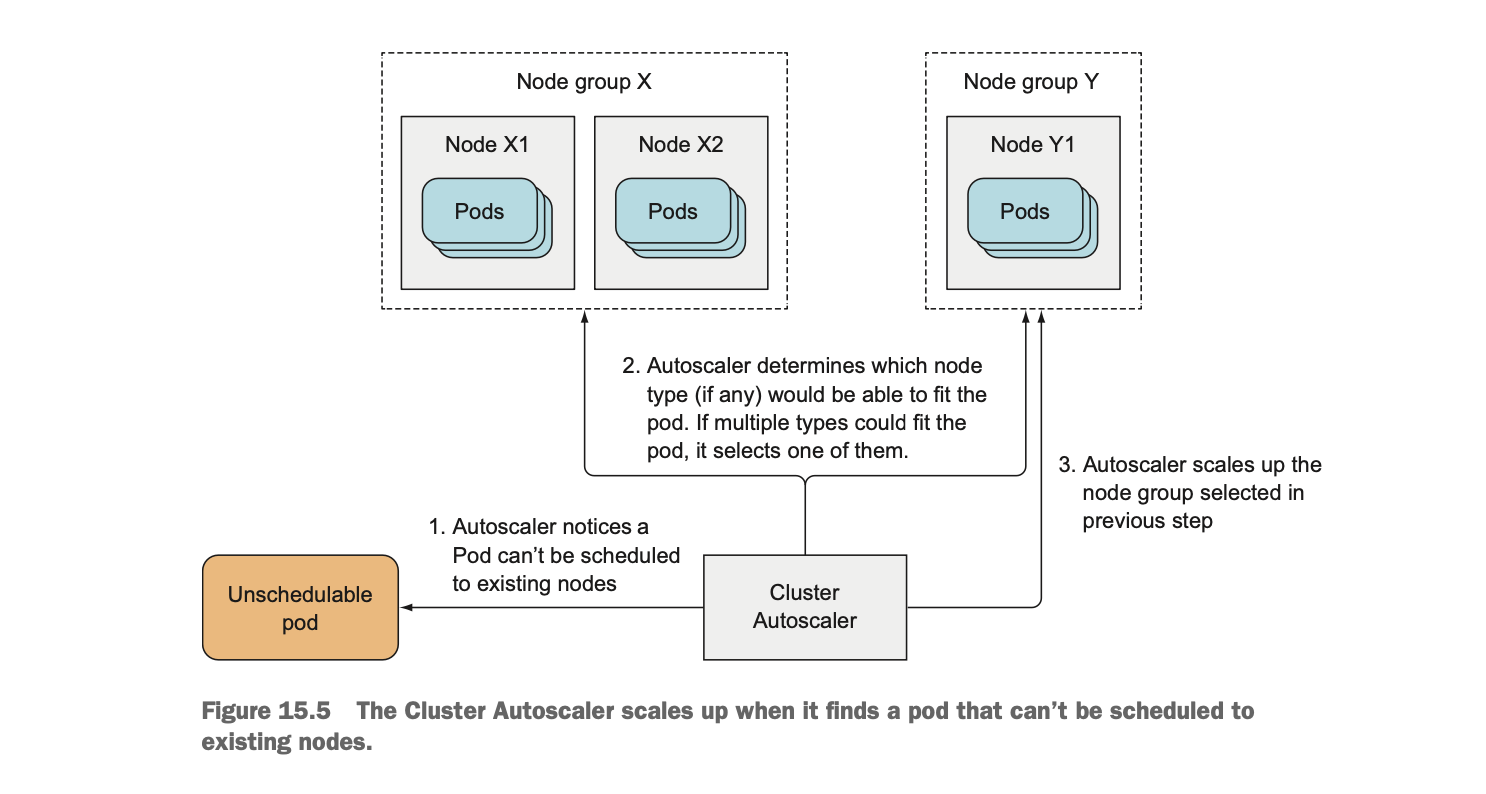 Node group X
Node group Y
Node X1
Node X2
Node Y1
Pods
Pods
Pods
2. Autoscaler determines which node
type (if any) would be able to fit the
pod. If multiple types could fit the
pod, it selects one of them.
3. Autoscaler scales up the
node group selected in
previous step
1. Autoscaler notices a
Pod can’t be scheduled
to existing nodes
Unschedulable
pod
Cluster
Autoscaler
Figure 15.5 The Cluster Autoscaler scales up when it finds a pod that can’t be scheduled to
existing nodes.